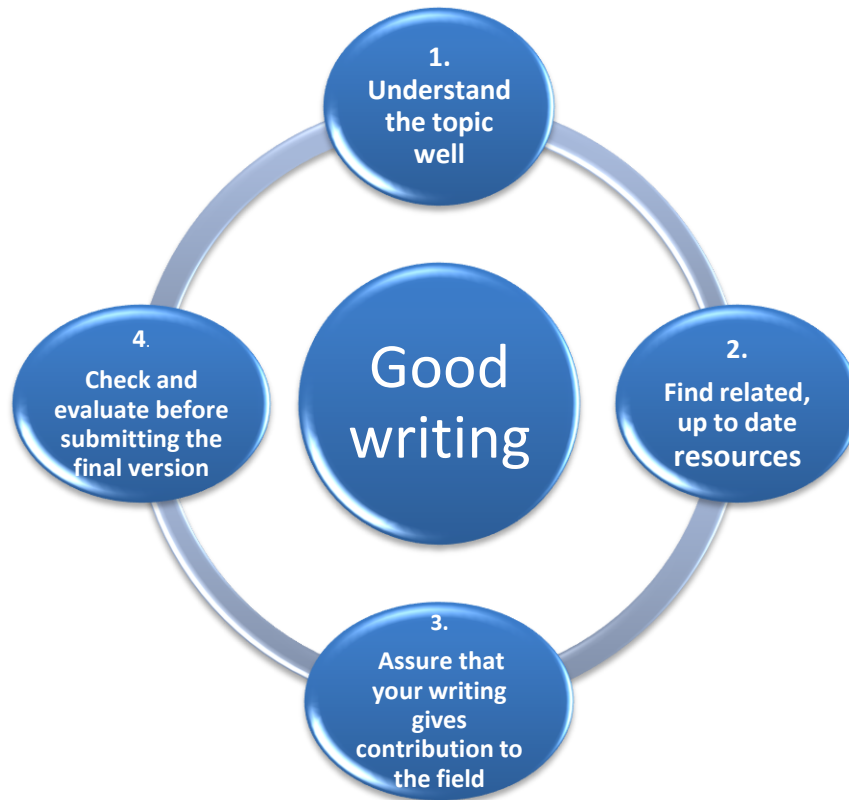 1.
Understand
the topic
well
Good
writing
2.
Find related,
up to date
resources
3.
Assure that
your writing
gives
contribution to
the field
4.
Check and
evaluate before
submitting the
final version